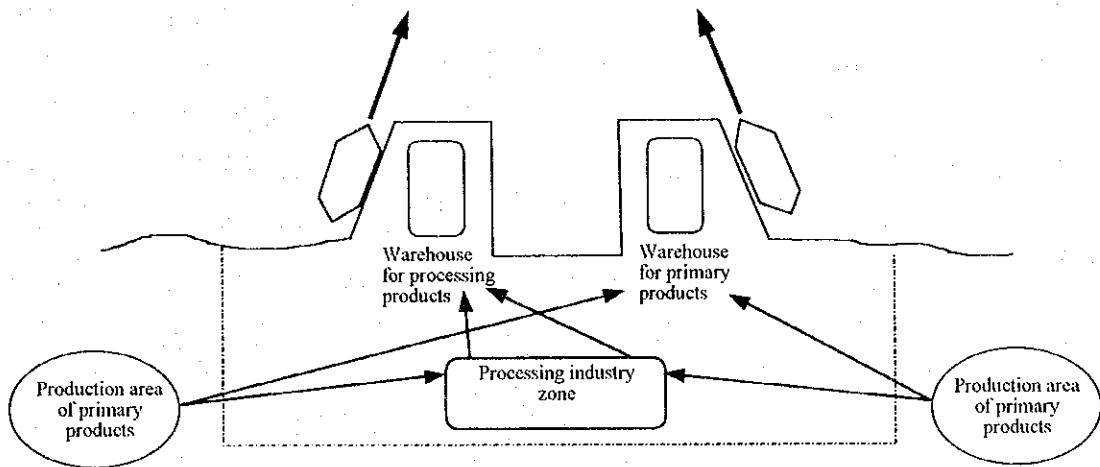 Warehouse
for processing
products
Warehouse
for primary
products
Production area
of primary
products
Processing industry
zone
Production area
of primary
products